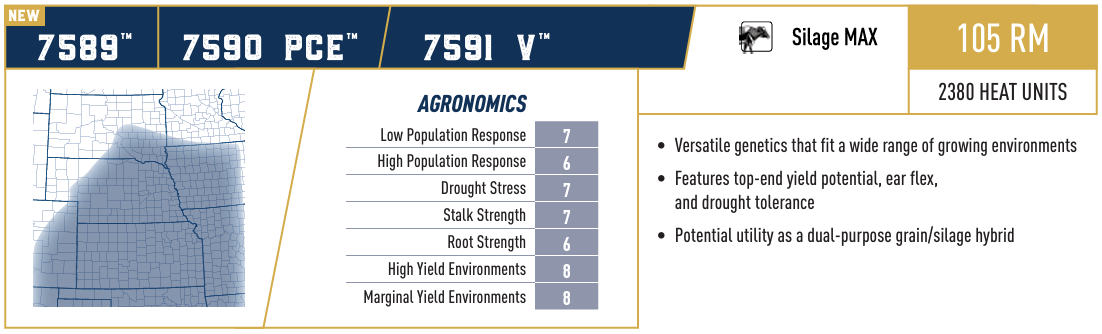 NEW
7589™
7590 PCE™
7591 V™
Silage MAX
105 RM
2380 HEAT UNITS
AGRONOMICS
Low Population Response 7
High Population Response 6
Drought Stress 7
Stalk Strength 7
Root Strength 6
High Yield Environments 8
Marginal Yield Environments 8
• Versatile genetics that fit a wide range of growing environments
• Features top-end yield potential, ear flex,
and drought tolerance
• Potential utility as a dual-purpose grain/silage hybrid